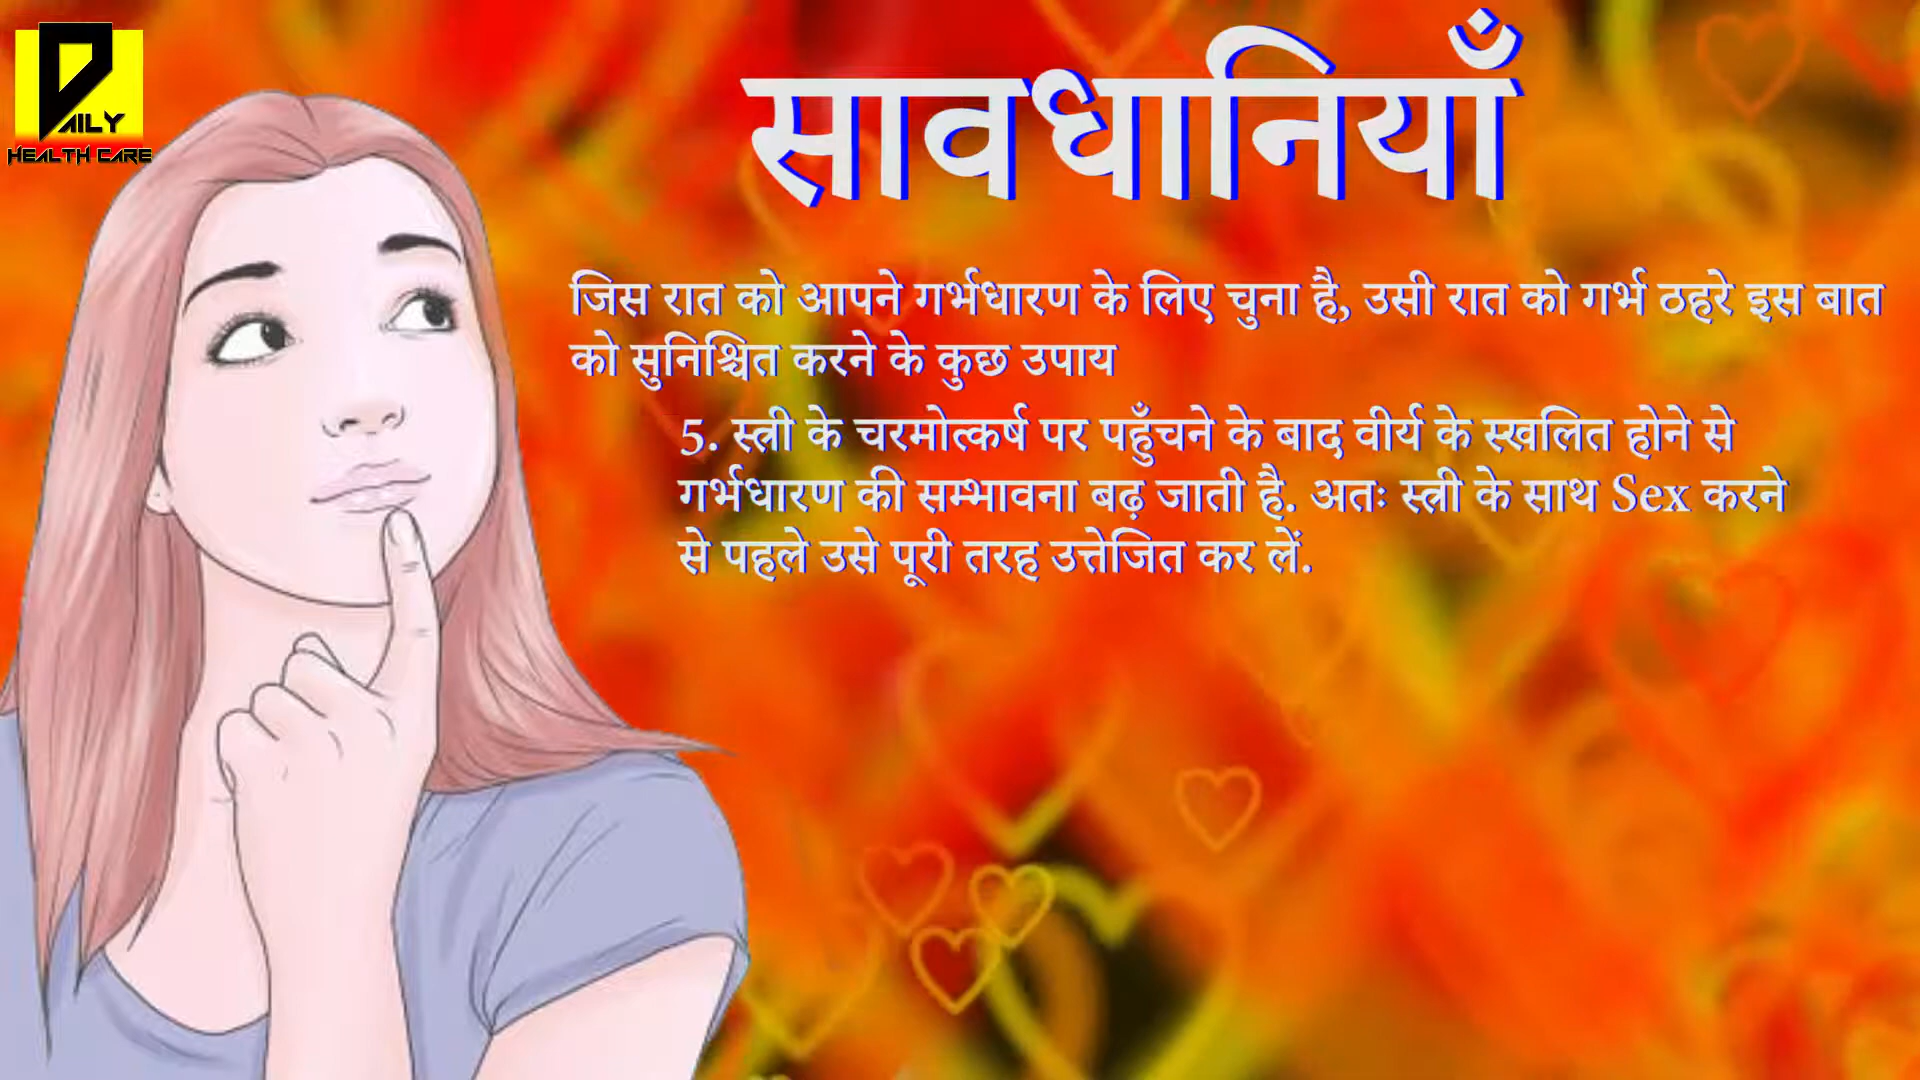 DAILY
HEALTH CARE
सावधानियाँ
जिस रात को आपने गर्भधारण के लिए चुना है, उसी रात को गर्भ ठहरे इस बात
को सुनिश्चित करने के कुछ उपाय
5. स्त्री के चरमोत्कर्ष पर पहुँचने के बाद वीर्य के स्खलित होने से
गर्भधारण की सम्भावना बढ़ जाती है. अतः स्त्री के साथ Sex करने
से पहले उसे पूरी तरह उत्तेजित कर लें.